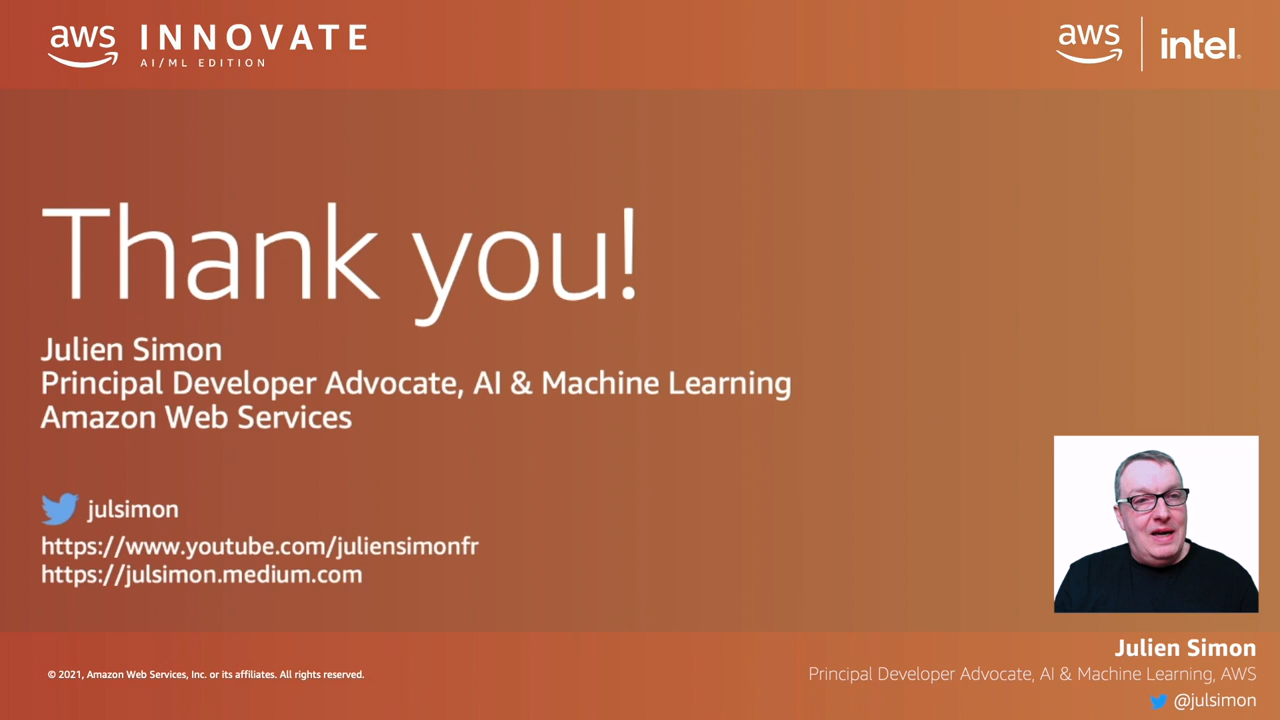 aws INNOVATE
AI/ML EDITION
aws intel.
Thank you!
Julien Simon
Principal Developer Advocate, AI & Machine Learning
Amazon Web Services
julsimon
https://www.youtube.com/juliensimonfr
https://julsimon.medium.com
© 2021, Amazon Web Services, Inc. or its affiliates. All rights reserved.
Julien Simon
Principal Developer Advocate, AI & Machine Learning, AWS
@julsimon